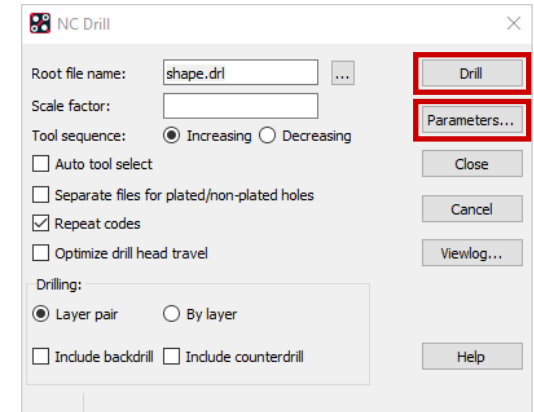 NC Drill
Root file name: shape.drl ... Drill
Scale factor: Parameters...
Tool sequence: Increasing Decreasing
Auto tool select Close
Separate files for plated/non-plated holes
Repeat codes Cancel
Optimize drill head travel Viewlog...
Drilling:
Layer pair By layer
Include backdrill Include counterdrill Help